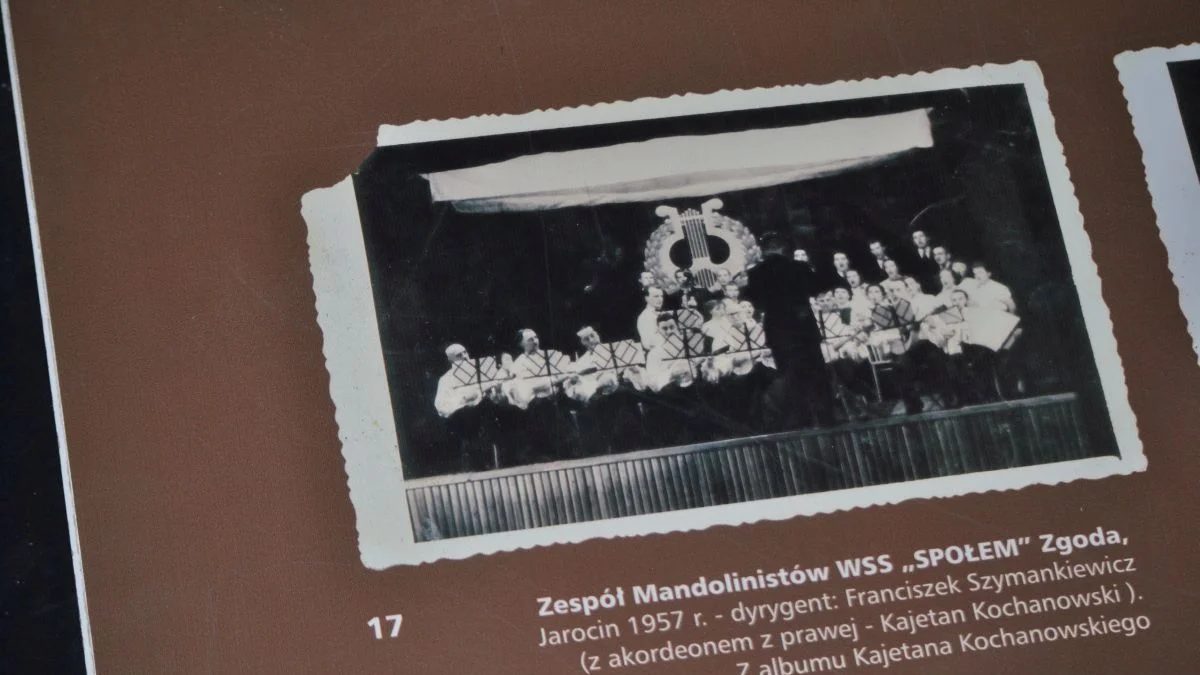 Zespół Mandolinistów WSS „SPOŁEM” Zgoda,
Jarocin 1957 r. - dyrygent: Franciszek Szymankiewicz
(z akordeonem z prawej - Kajetan Kochanowski ).
Z albumu Kajetana Kochanowskiego
17